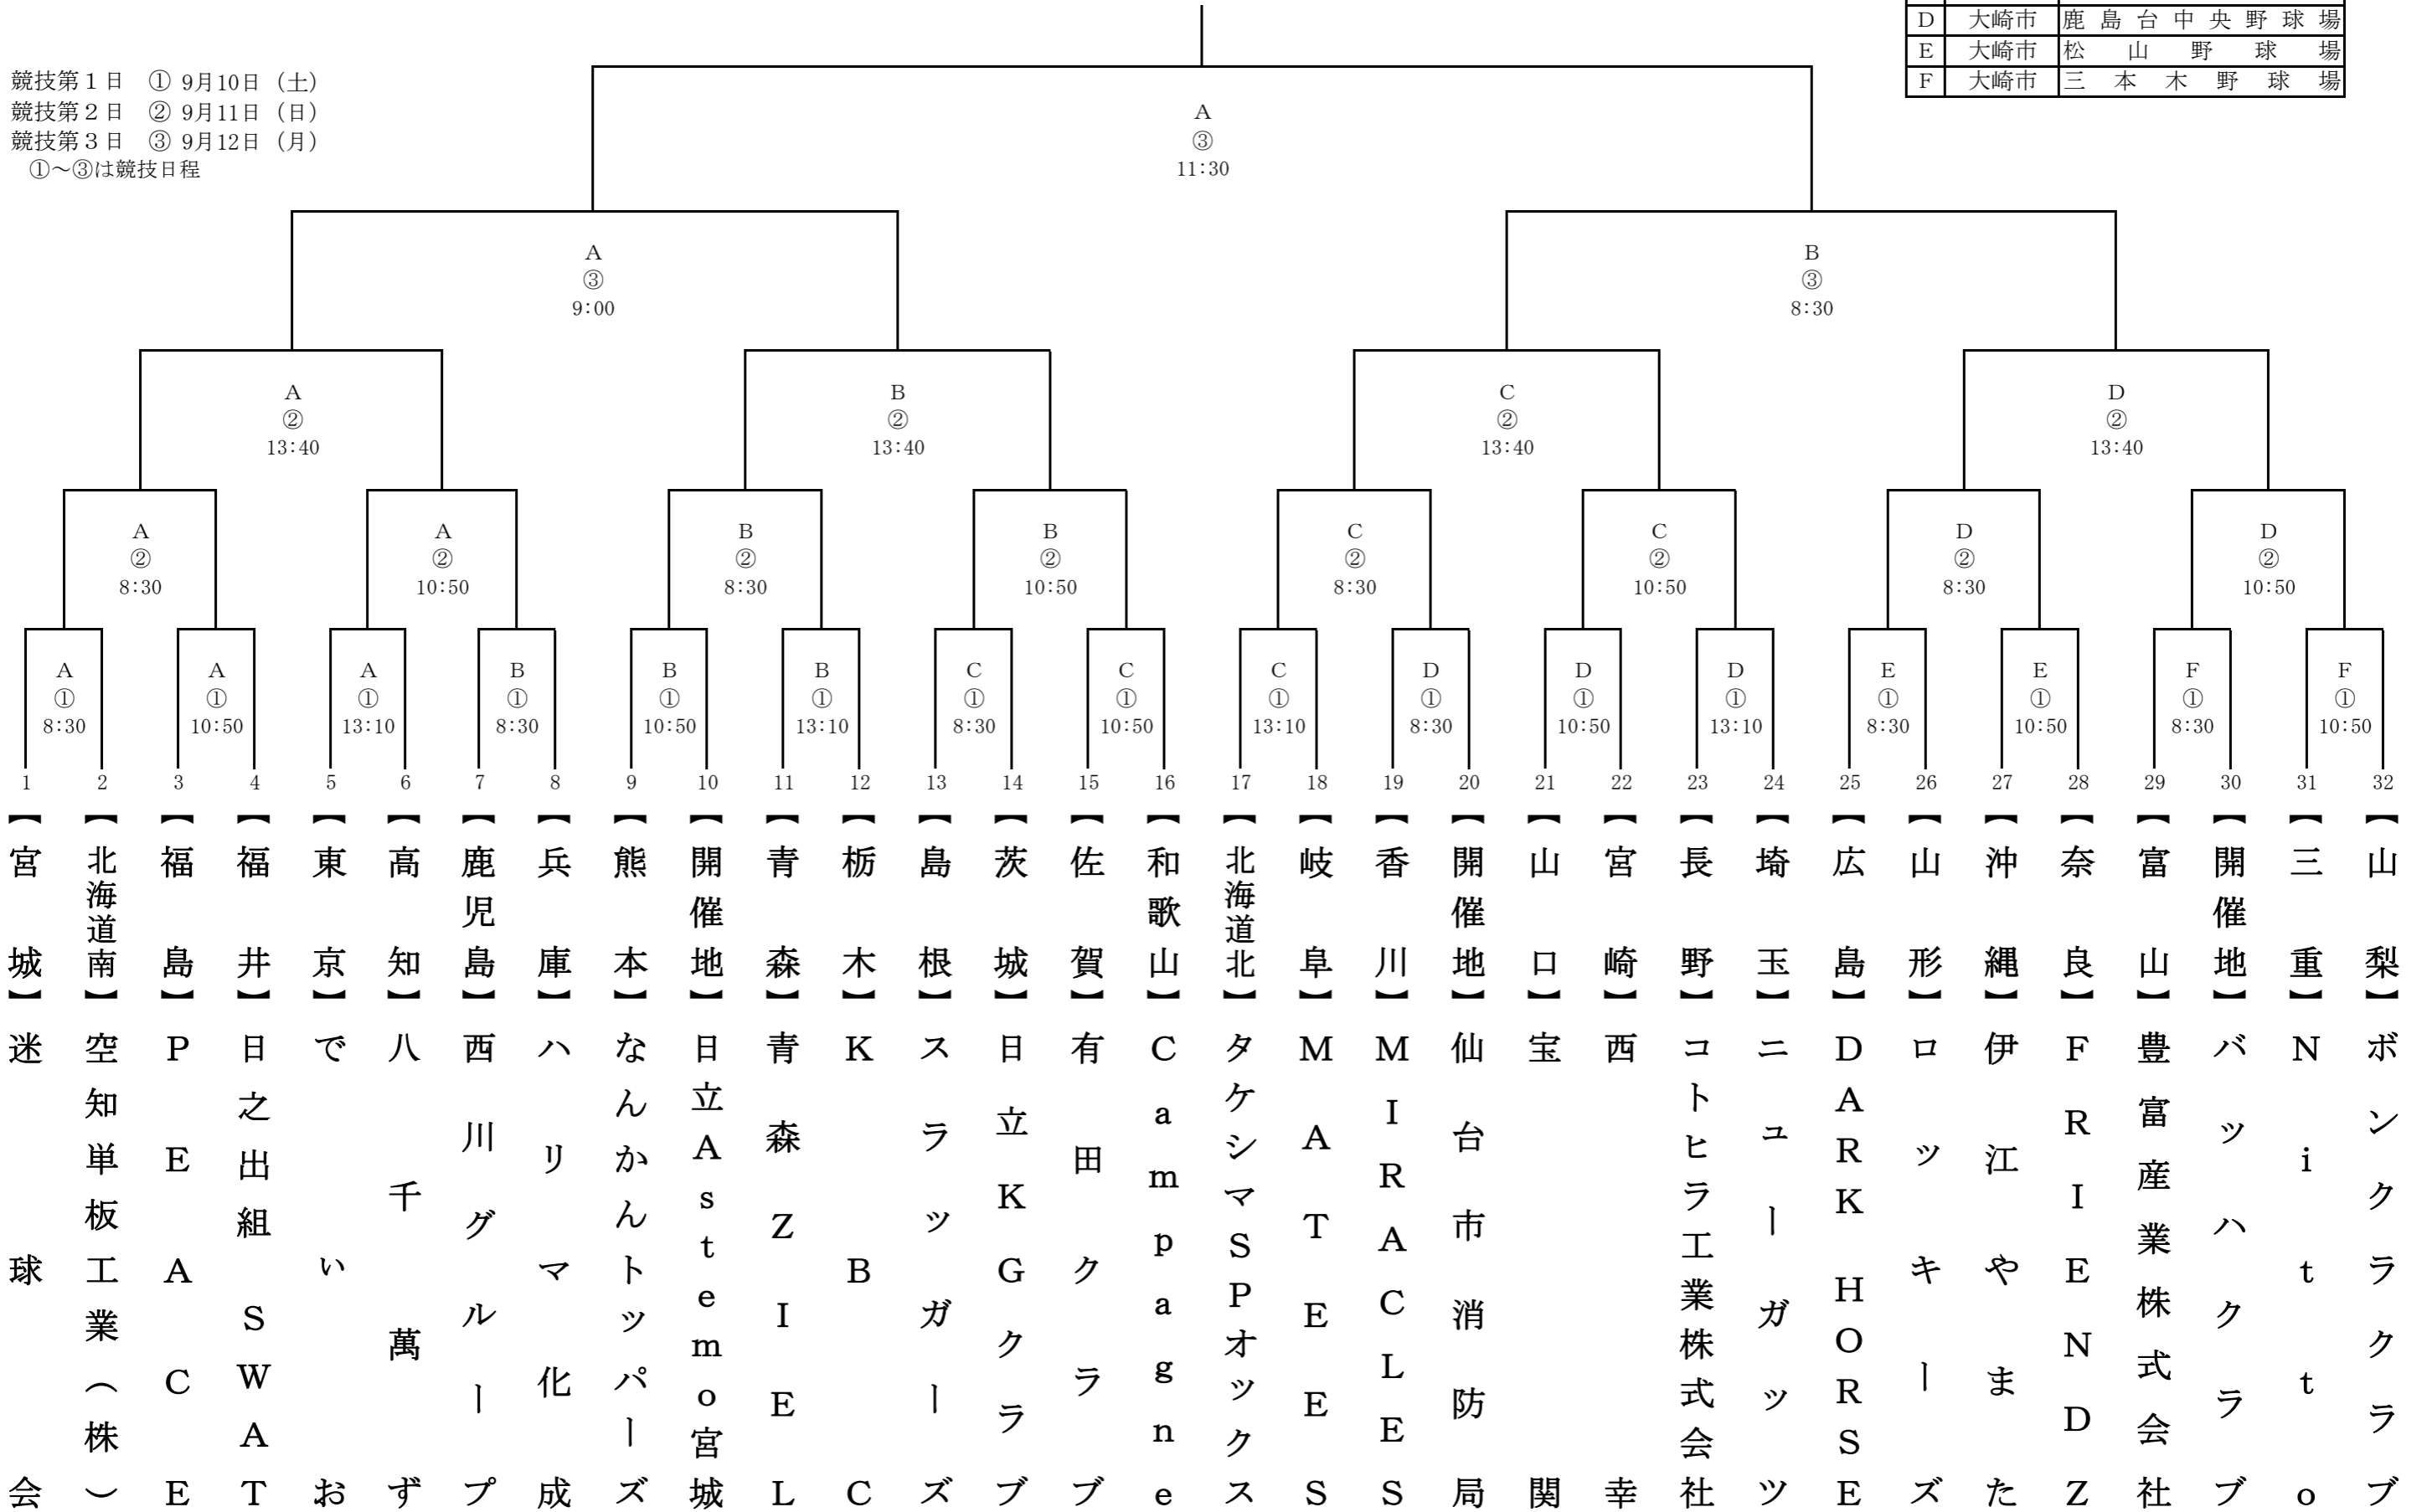 D 大崎市 鹿島台中央野球場
E 大崎市 松山野球場
F 大崎市 三本木野球場
競技第１日 ① 9月10日（土）
競技第２日 ② 9月11日（日）
競技第３日 ③ 9月12日（月）
①～③は競技日程
A ③ 11:30
A ③ 9:00
B ③ 8:30
A ② 13:40
B ② 13:40
C ② 13:40
D ② 13:40
A ② 8:30
A ② 10:50
B ② 8:30
B ② 10:50
C ② 8:30
C ② 10:50
D ② 8:30
D ② 10:50
A ① 8:30
A ① 10:50
A ① 13:10
B ① 8:30
B ① 10:50
B ① 13:10
C ① 8:30
C ① 10:50
C ① 13:10
D ① 8:30
D ① 10:50
D ① 13:10
E ① 8:30
E ① 10:50
F ① 8:30
F ① 10:50
1 【宮城】 迷球会
2 【北海道南】 空知単板工業（株）
3 【福島】 PEACE
4 【福井】 日之出組 SWAT
5 【東京】 でいお
6 【高知】 八千萬ず
7 【鹿児島】 西川グループ
8 【兵庫】 ハリマ化成
9 【熊本】 なんかんトッパーズ
10 【開催地】 日立Astemo宮城
11 【青森】 青森ZIEL
12 【栃木】 KBC
13 【島根】 スラッガーズ
14 【茨城】 日立KGクラブ
15 【佐賀】 有田クラブ
16 【和歌山】 Campagne
17 【北海道北】 タケシマSPオックス
18 【岐阜】 MATEES
19 【香川】 MIRACLES
20 【開催地】 仙台市消防局
21 【山口】 宝関
22 【宮崎】 西幸
23 【長野】 コトヒラ工業株式会社
24 【埼玉】 ニューガッツ
25 【広島】 DARK HORSE
26 【山形】 ロッキーズ
27 【沖縄】 伊江やまた
28 【奈良】 FRIENDZ
29 【富山】 豊富産業株式会社
30 【開催地】 バッハクラブ
31 【三重】 Nitto
32 【山梨】 ボンクラクラブ